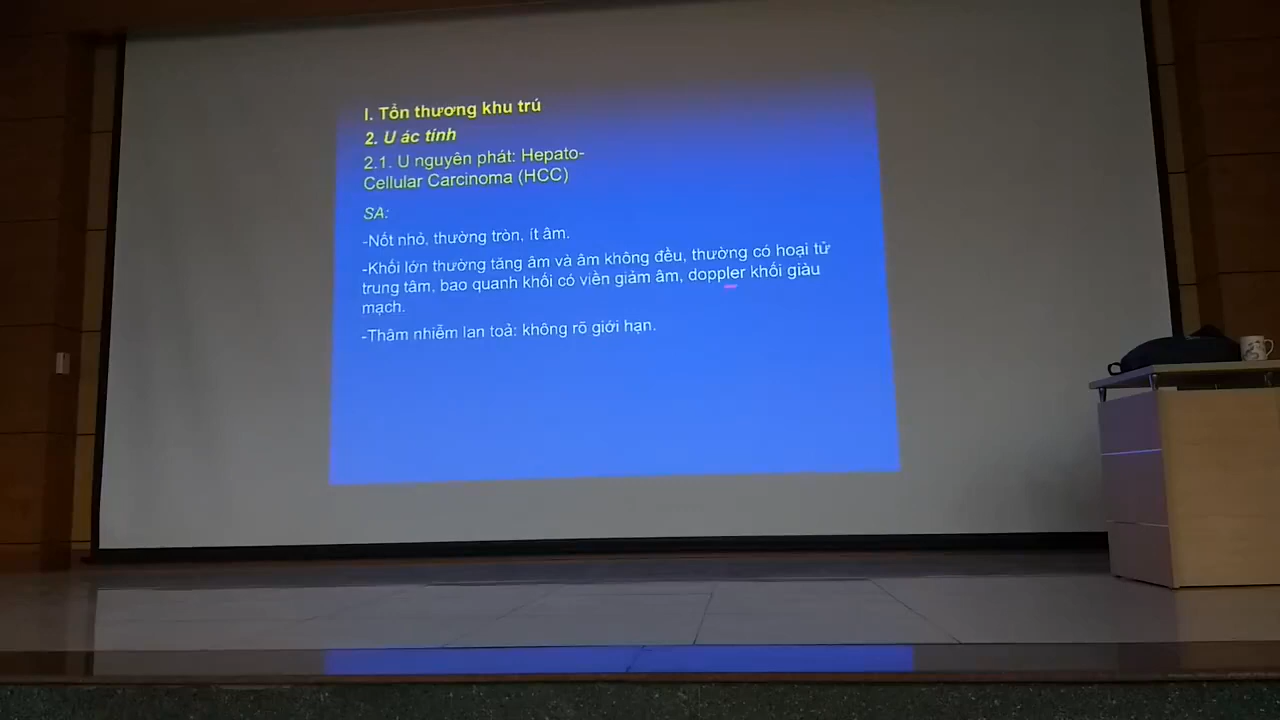 I. Tổn thương khu trú
2. U ác tính
2.1. U nguyên phát: Hepato-
Cellular Carcinoma (HCC)
SA:
-Nốt nhỏ, thường tròn, ít âm.
-Khối lớn thường tăng âm và âm không đều, thường có hoại tử
trung tâm, bao quanh khối có viền giảm âm, doppler khối giàu
mạch.
-Thâm nhiễm lan toả: không rõ giới hạn.